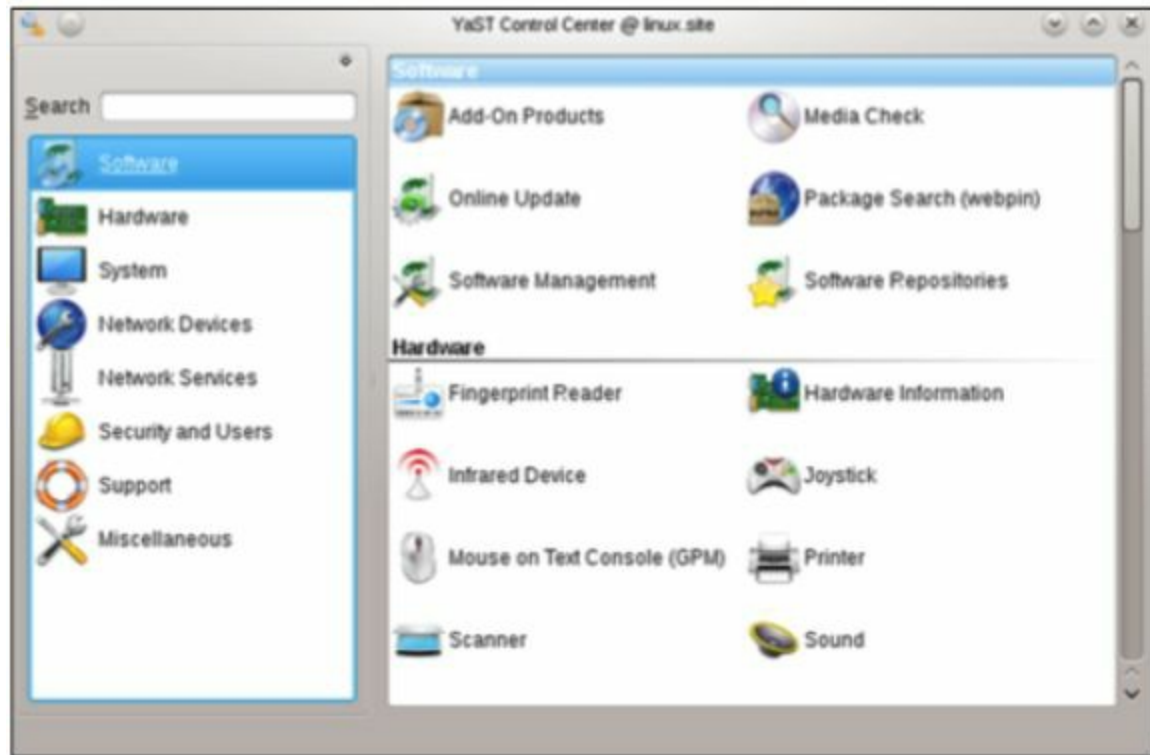 YaST Control Center @ linux.site
Search
Software
Hardware
System
Network Devices
Network Services
Security and Users
Support
Miscellaneous
Software
Add-On Products
Media Check
Online Update
Package Search (webpin)
Software Management
Software Repositories
Hardware
Fingerprint Reader
Hardware Information
Infrared Device
Joystick
Mouse on Text Console (GPM)
Printer
Scanner
Sound